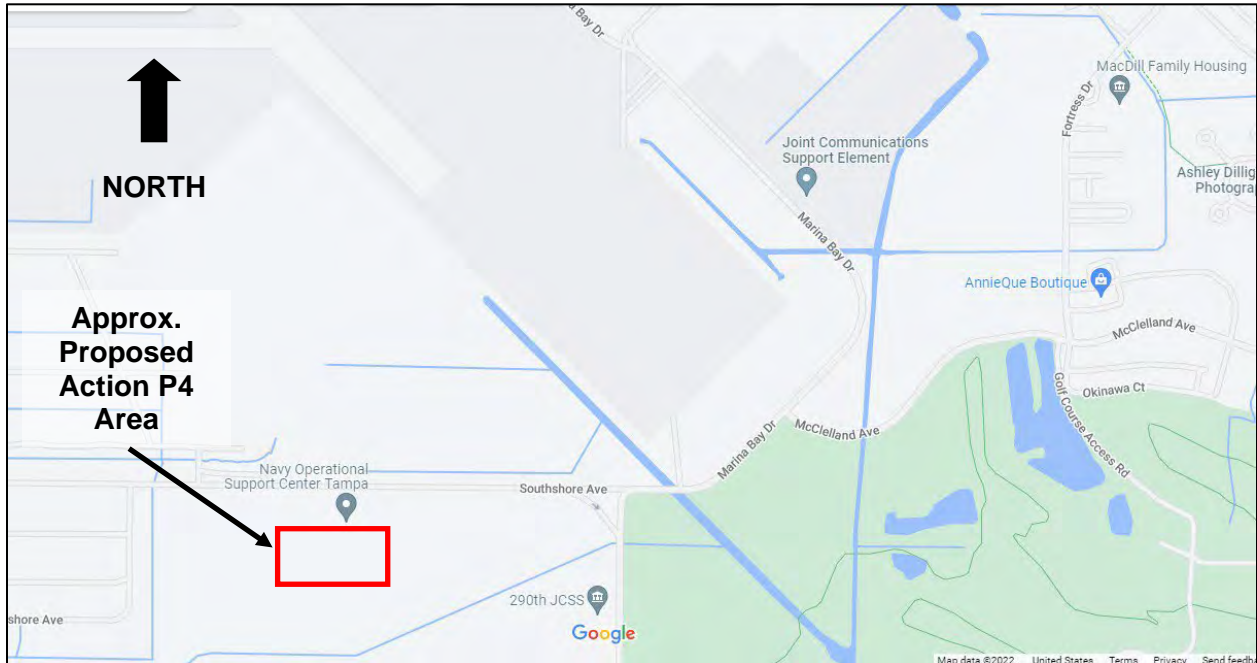 a Bay Dr
MacDill Family Housing
Fortress Dr
NORTH
Joint Communications
Support Element
Ashley Dillig
Photogra
Marina Bay Dr
AnnieQue Boutique
Approx.
Proposed
Action P4
Area
McClelland Ave
Okinawa Ct
Golf Course Access Rd
McClelland Ave
Marina Bay Dr
Navy Operational
Support Center Tampa
Southshore Ave
290th JCSS
shore Ave
Google
Map data ©2022 United States Terms Privacy Send feedb